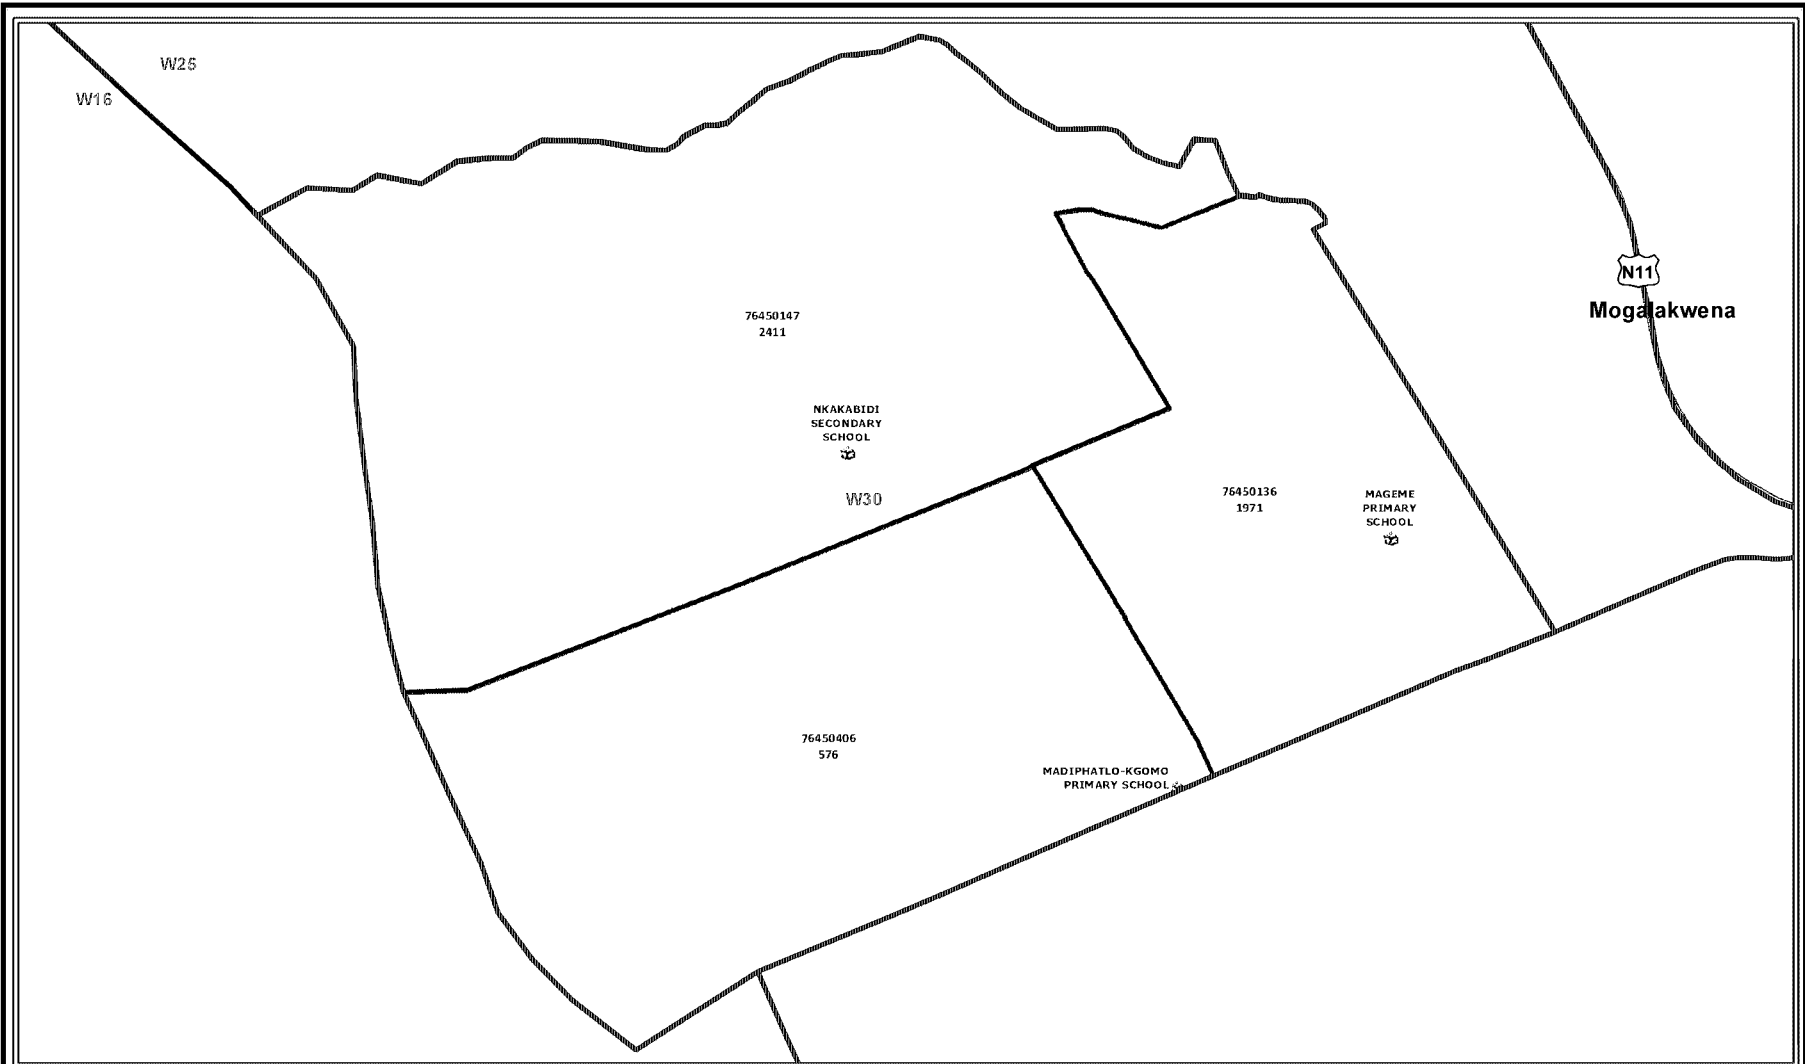 W25
W16
N11
Mogalakwena
76450147
2411
NKAKABIDI
SECONDARY
SCHOOL
W30
76450136
1971
MAGEME
PRIMARY
SCHOOL
76450406
576
MADIPHATLO-KGOMO
PRIMARY SCHOOL